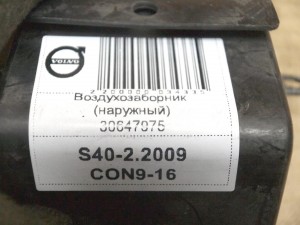 VOLVO
Воздухозаборник
(наружный)
30647975
S40-2.2009
CON9-16